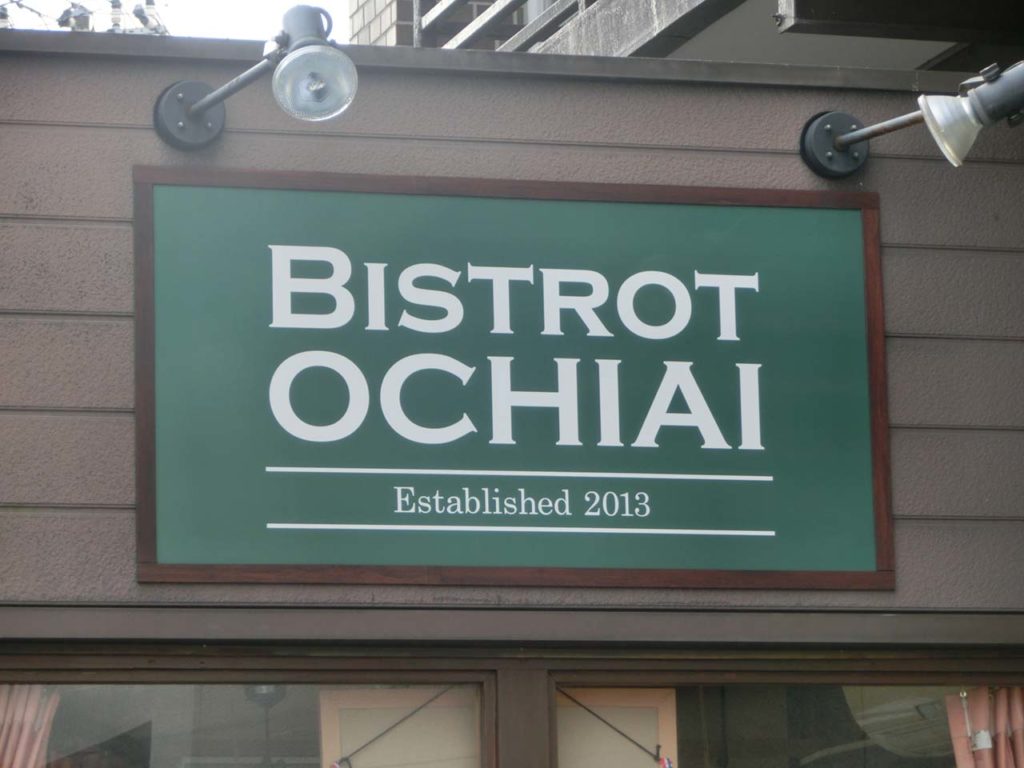 BISTROT
OCHIAI
Established 2013